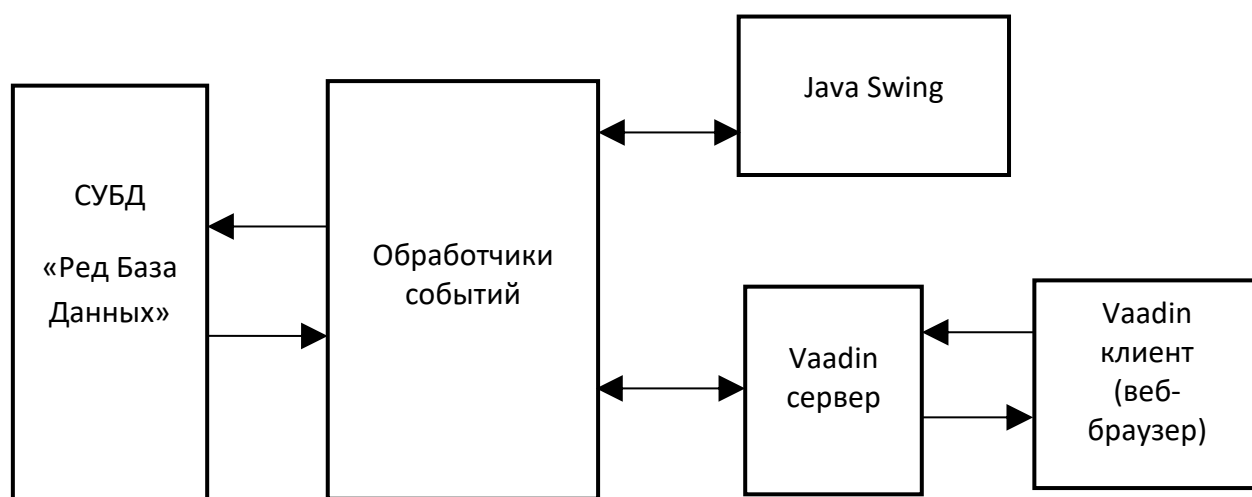 СУБД
«Ред База
Данных»
Обработчики
событий
Java Swing
Vaadin
сервер
Vaadin
клиент
(веб-
браузер)